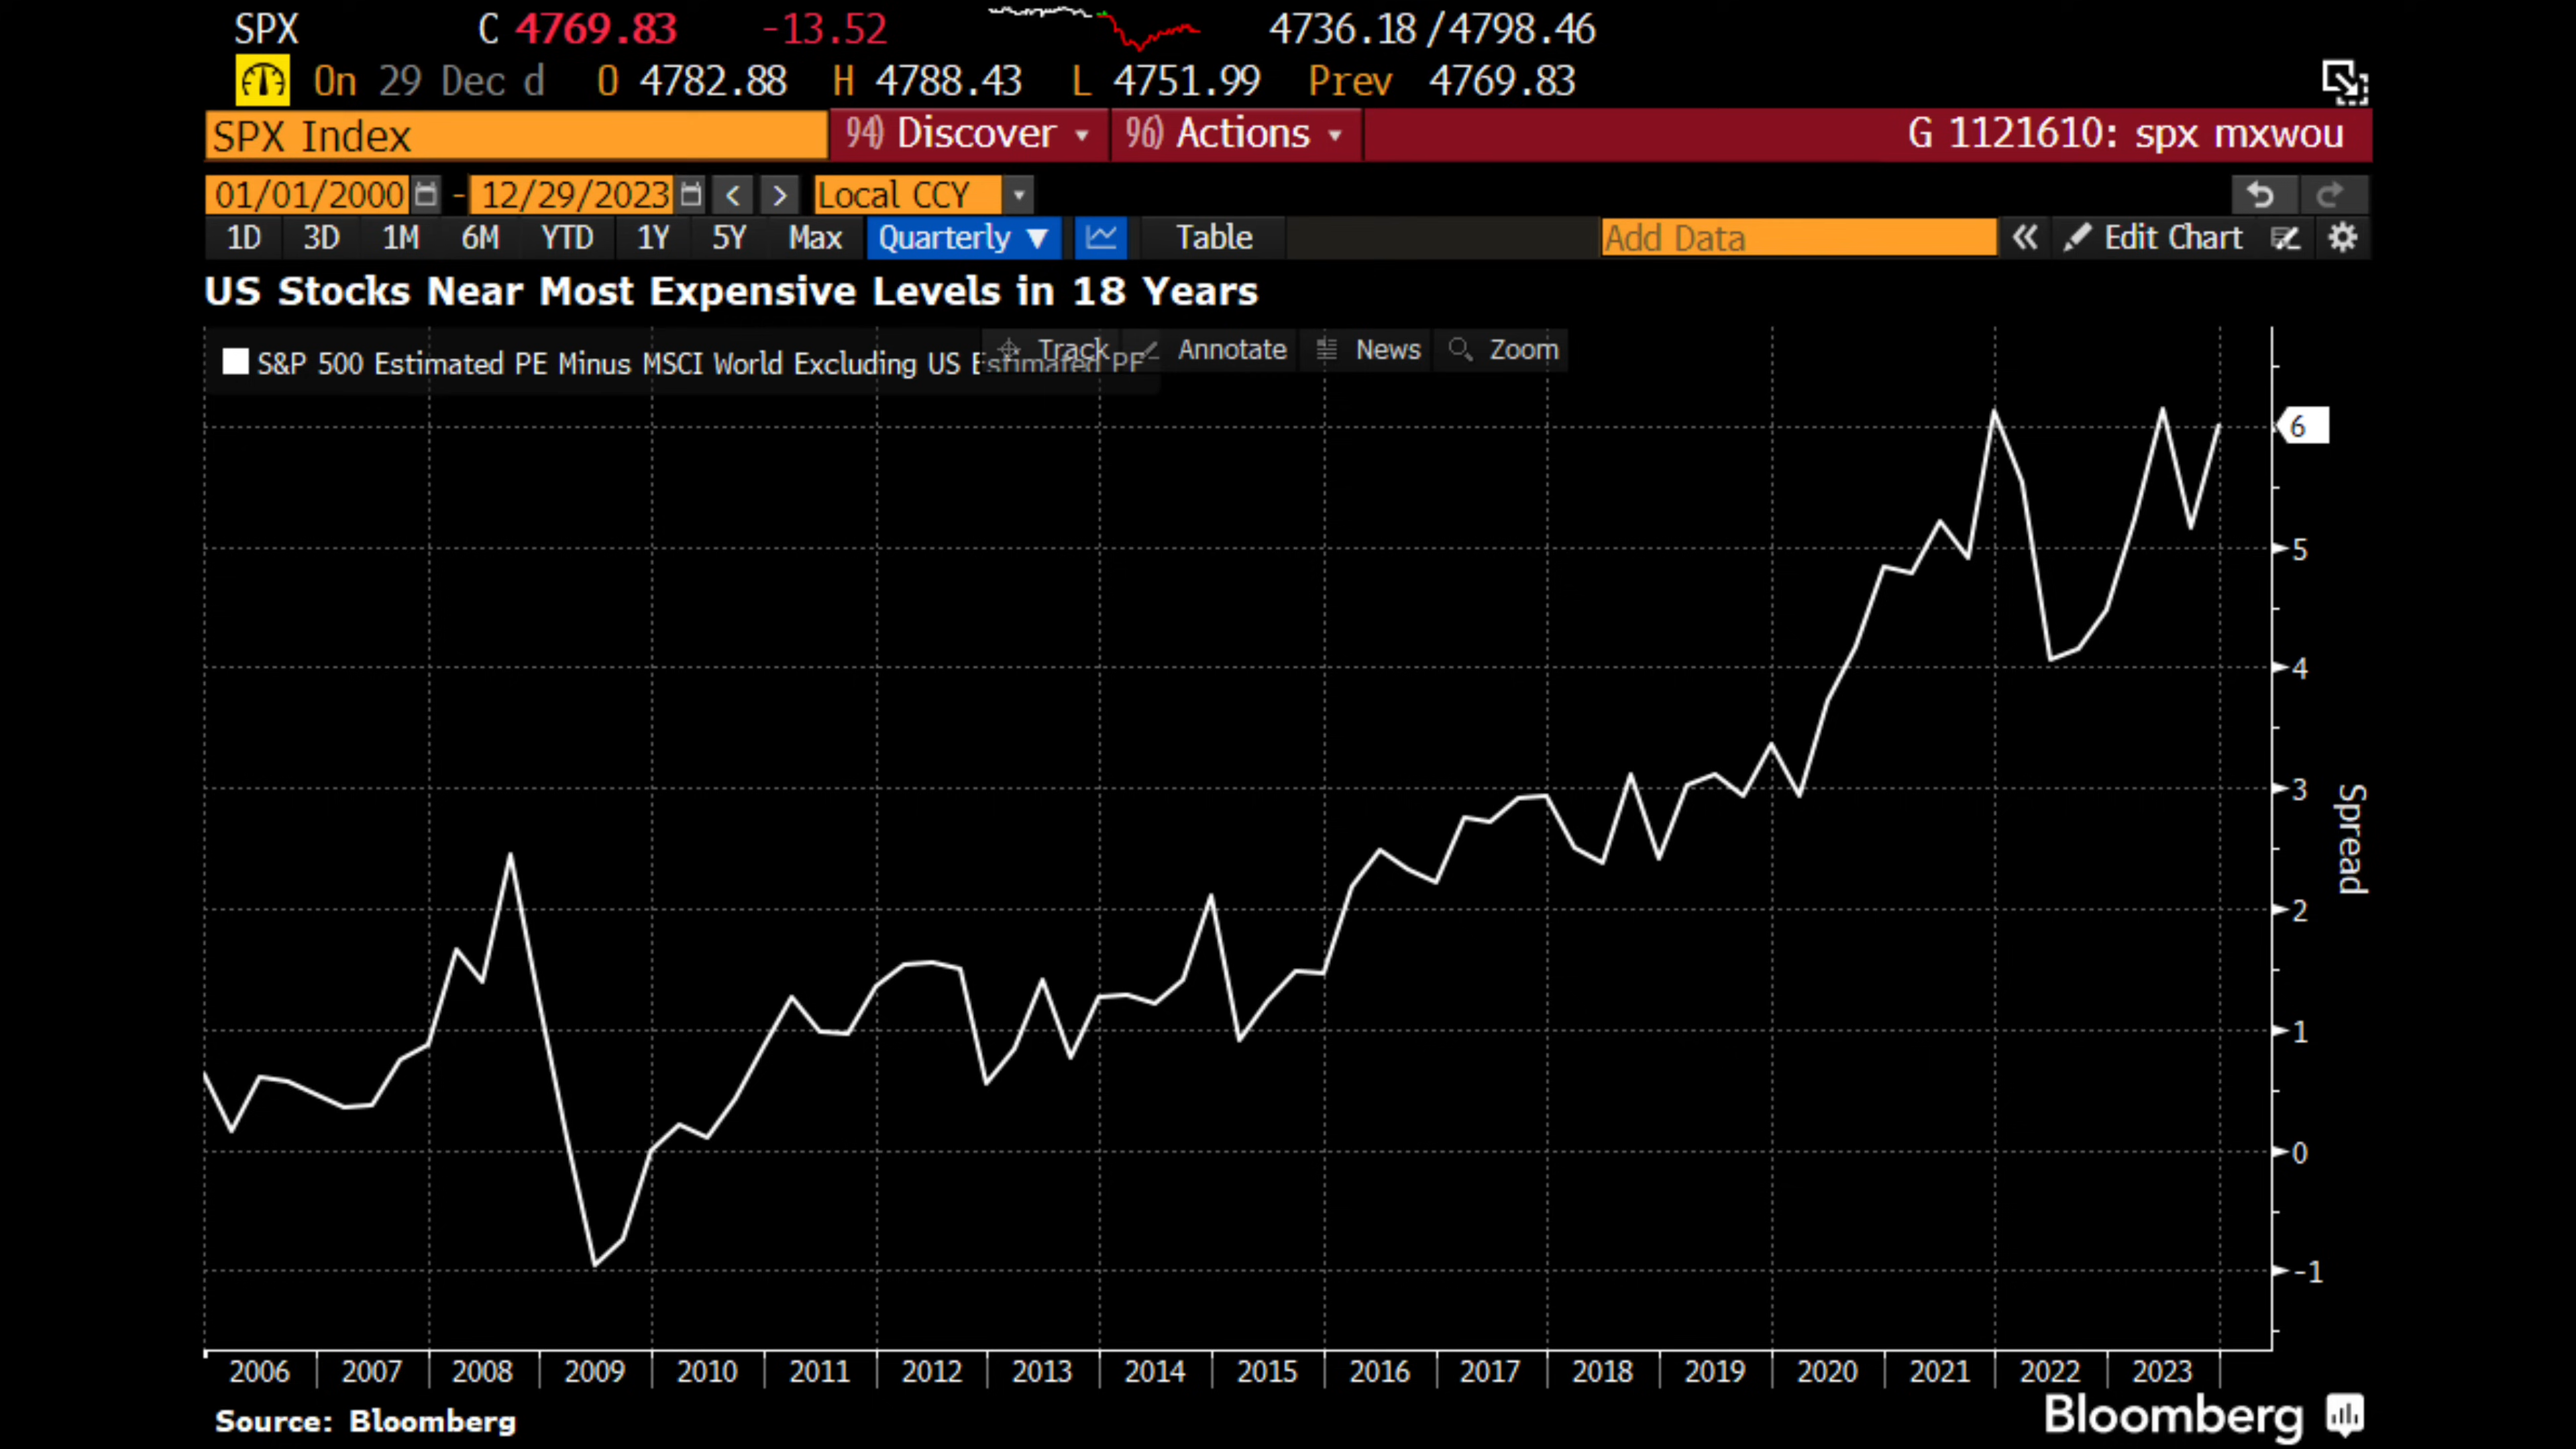 SPX C 4769.83 -13.52 4736.18/4798.46
On 29 Dec d O 4782.88 H 4788.43 L 4751.99 Prev 4769.83
SPX Index 94) Discover 96) Actions G 1121610: spx mxwou
01/01/2000 - 12/29/2023 < > Local CCY
1D 3D 1M 6M YTD 1Y 5Y Max Quarterly ▼ Table Add Data « Edit Chart
US Stocks Near Most Expensive Levels in 18 Years
Track Annotate News Zoom
S&P 500 Estimated PE Minus MSCI World Excluding US Estimated PE
6
5
4
3
2
1
0
-1
Spread
2006 2007 2008 2009 2010 2011 2012 2013 2014 2015 2016 2017 2018 2019 2020 2021 2022 2023
Source: Bloomberg
Bloomberg